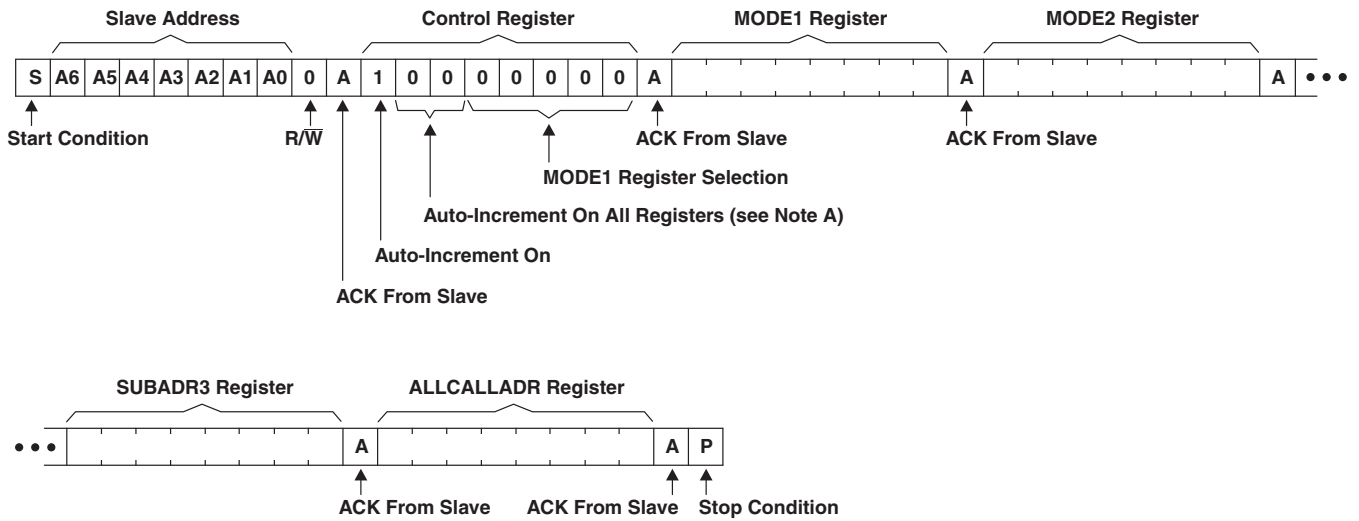 Slave Address Control Register MODE1 Register MODE2 Register
S A6 A5 A4 A3 A2 A1 A0 0 A 1 0 0 0 0 0 0 0 A A A •••
Start Condition R/W̅ ACK From Slave ACK From Slave
MODE1 Register Selection
Auto-Increment On All Registers (see Note A)
Auto-Increment On
ACK From Slave
SUBADR3 Register ALLCALLADR Register
••• A A P
ACK From Slave ACK From Slave Stop Condition